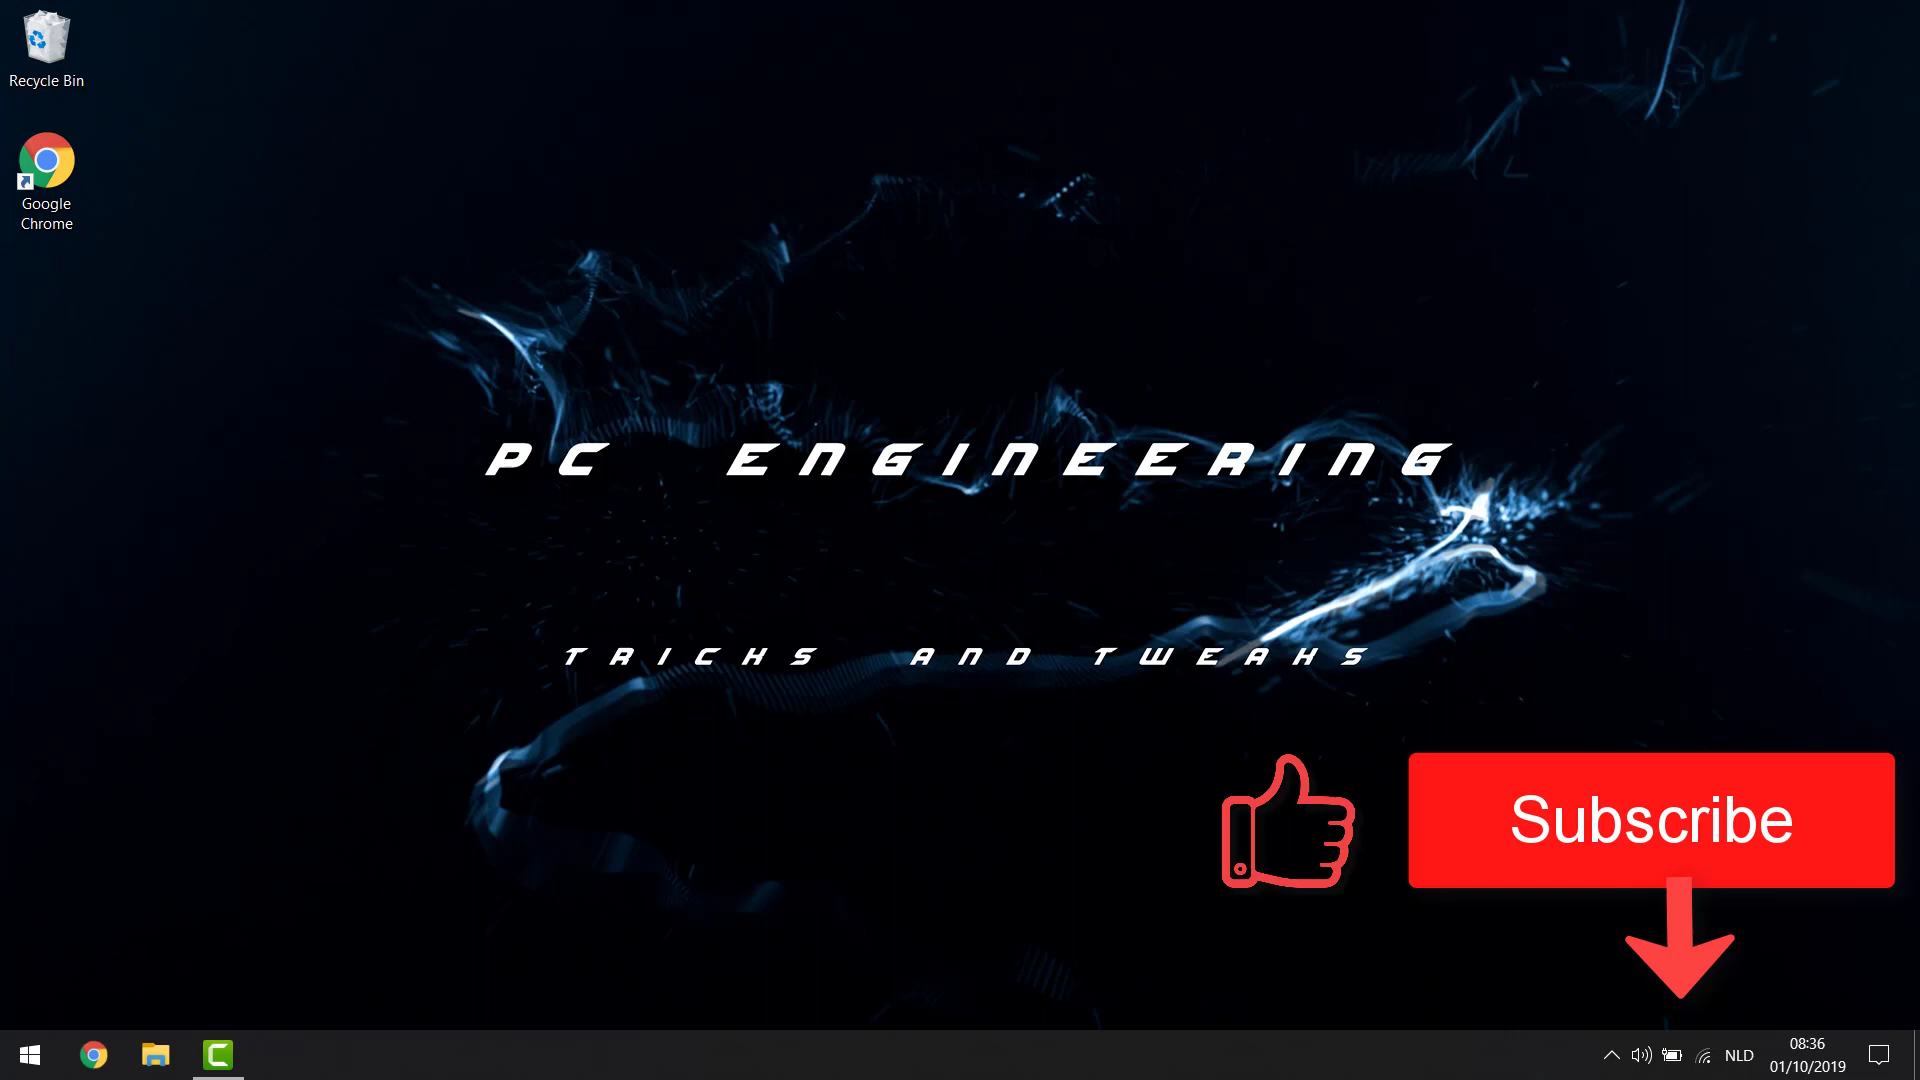 Recycle Bin
Google
Chrome
PC ENGINEERING
TRICKS AND TWEAKS
Subscribe
NLD
08:36
01/10/2019